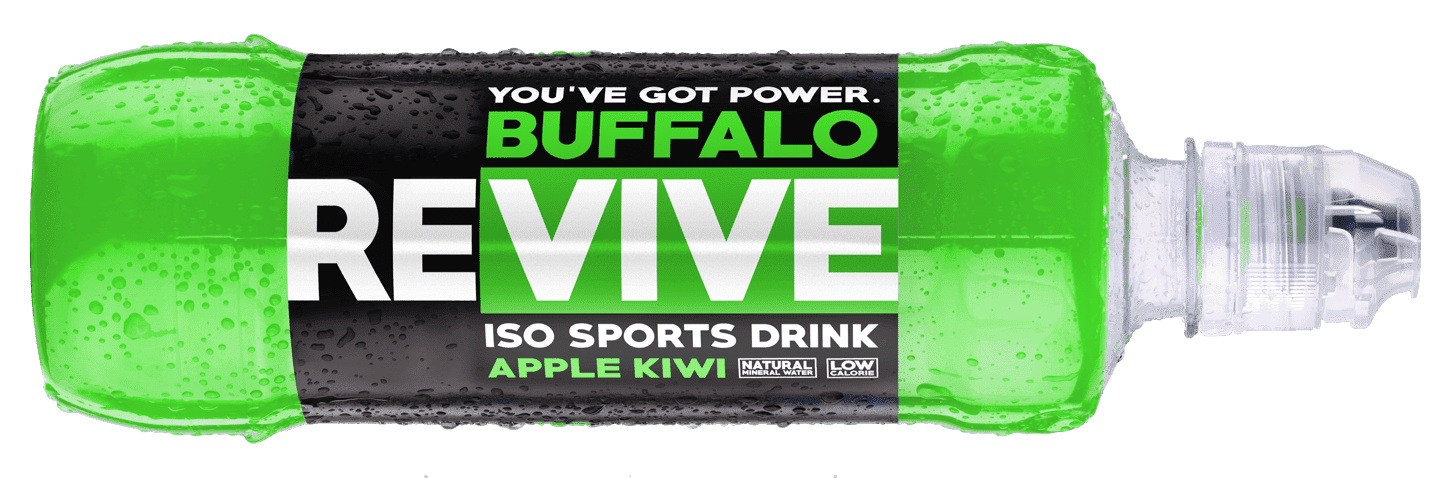 YOU'VE GOT POWER.
BUFFALO
REVIVE
ISO SPORTS DRINK
APPLE KIWI NATURAL MINERAL WATER LOW CALORIE